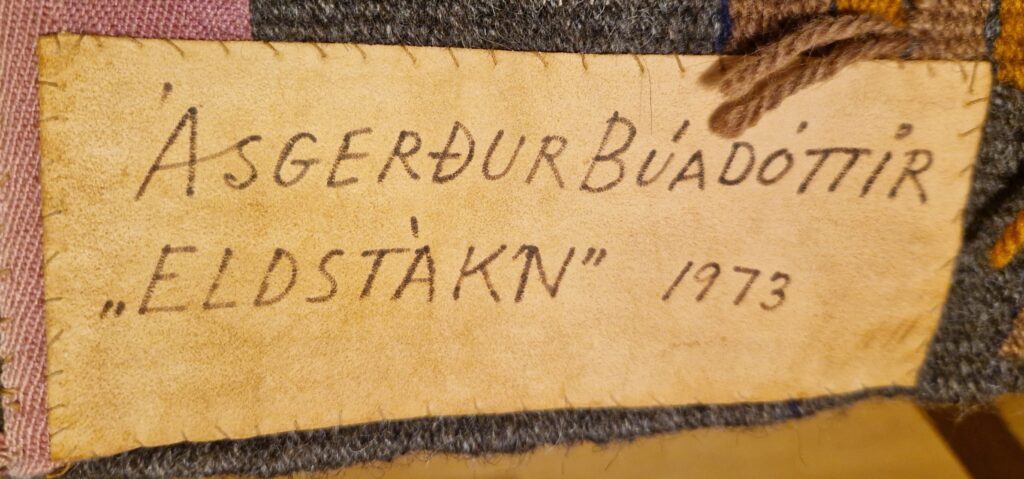 ÁSGERÐUR BÚADÓTTIR
„ELDSTÁKN” 1973